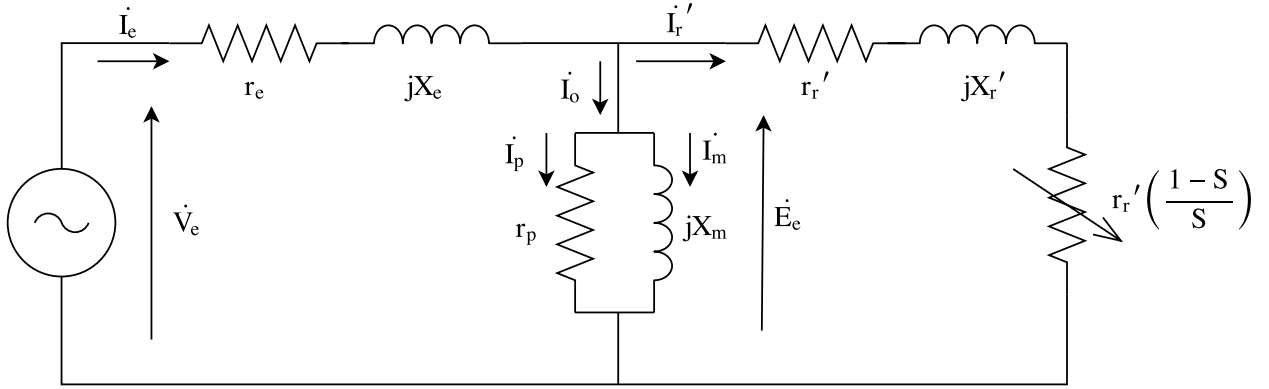 İₑ
İᵣ′
rₑ
jXₑ
İₒ
rᵣ′
jXᵣ′
İₚ
İₘ
V̇ₑ
rₚ
jXₘ
Ėₑ
rᵣ′((1 − S)/S)